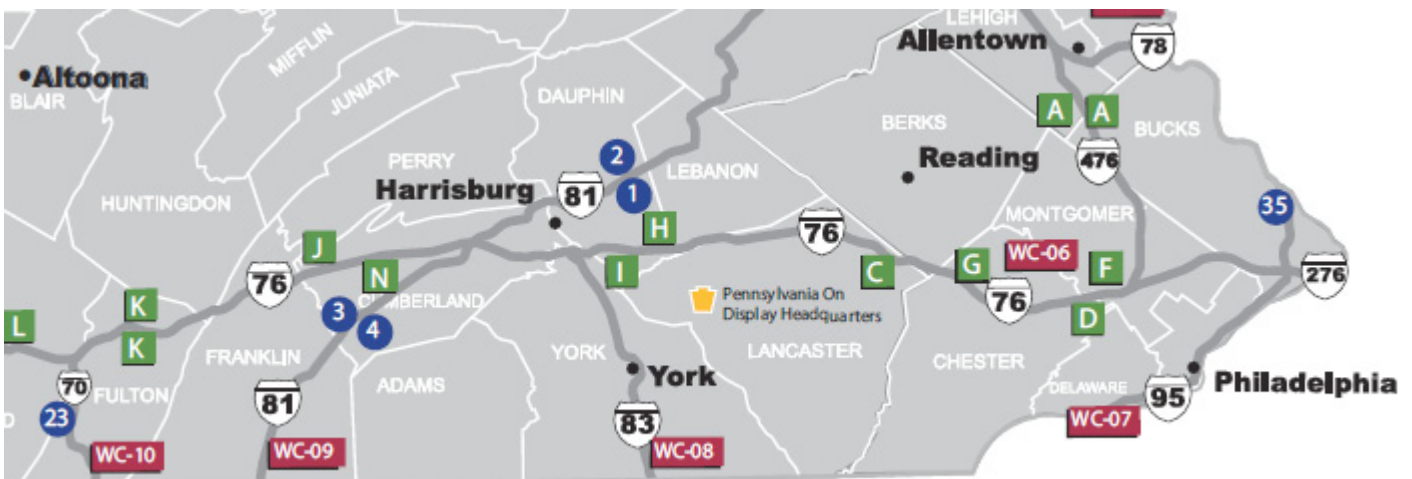 LEHIGH
Allentown
78
MIFFLIN
Altoona
BLAIR
JUNIATA
DAUPHIN
A
A
BERKS
BUCKS
2
PERRY
LEBANON
Reading
476
Harrisburg
81
1
HUNTINGDON
35
MONTGOMER
J
H
76
WC-06
76
N
I
C
G
F
276
K
CUMBERLAND
Pennsylvania On
Display Headquarters
76
3
4
D
L
K
FRANKLIN
YORK
LANCASTER
CHESTER
70
ADAMS
York
DELAWARE
Philadelphia
FULTON
81
95
23
83
WC-07
WC-10
WC-09
WC-08